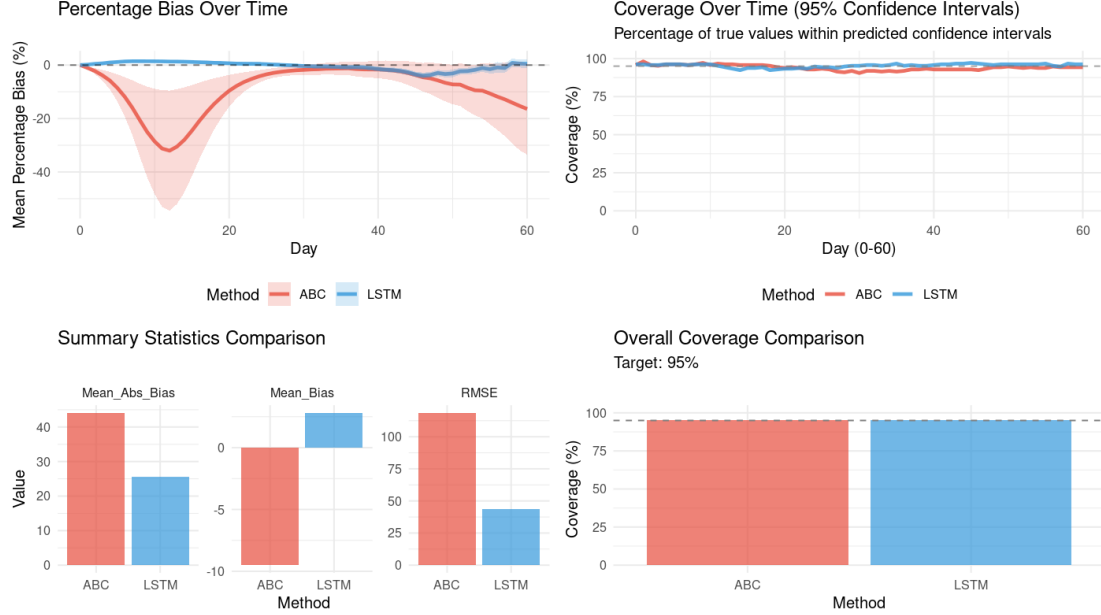 Percentage Bias Over Time
Mean Percentage Bias (%)
0
-20
-40
0
20
40
60
Day
Method ABC LSTM
Coverage Over Time (95% Confidence Intervals)
Percentage of true values within predicted confidence intervals
Coverage (%)
100
75
50
25
0
0
20
40
60
Day (0-60)
Method ABC LSTM
Summary Statistics Comparison
Mean_Abs_Bias
Mean_Bias
RMSE
Value
40
30
20
10
0
0
-5
-10
100
75
50
25
0
ABC LSTM
ABC LSTM
ABC LSTM
Method
Overall Coverage Comparison
Target: 95%
Coverage (%)
100
75
50
25
0
ABC
LSTM
Method